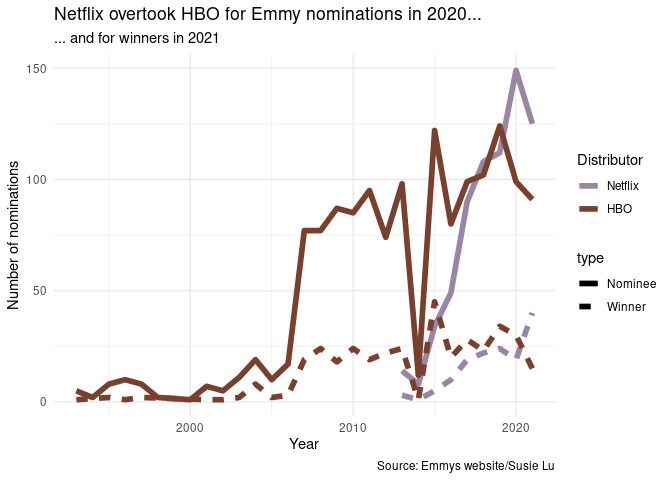 Netflix overtook HBO for Emmy nominations in 2020...
... and for winners in 2021
150
100
50
0
Number of nominations
2000
2010
2020
Year
Distributor
Netflix
HBO
type
Nominee
Winner
Source: Emmys website/Susie Lu